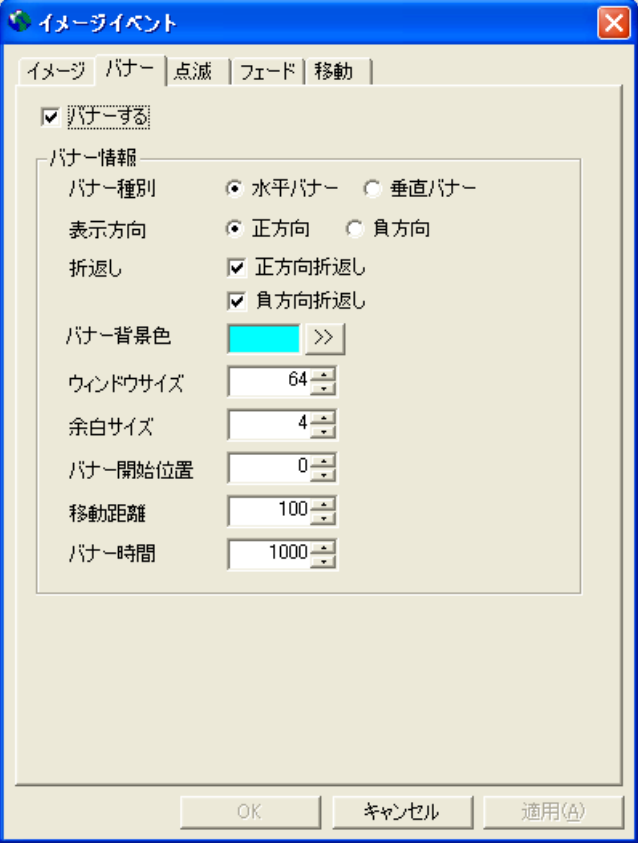 イメージイベント
イメージ バナー 点滅 フェード 移動
バナーする
バナー情報
バナー種別 水平バナー 垂直バナー
表示方向 正方向 負方向
折返し 正方向折返し
負方向折返し
バナー背景色 >>
ウィンドウサイズ 64
余白サイズ 4
バナー開始位置 0
移動距離 100
バナー時間 1000
OK キャンセル 適用(A)